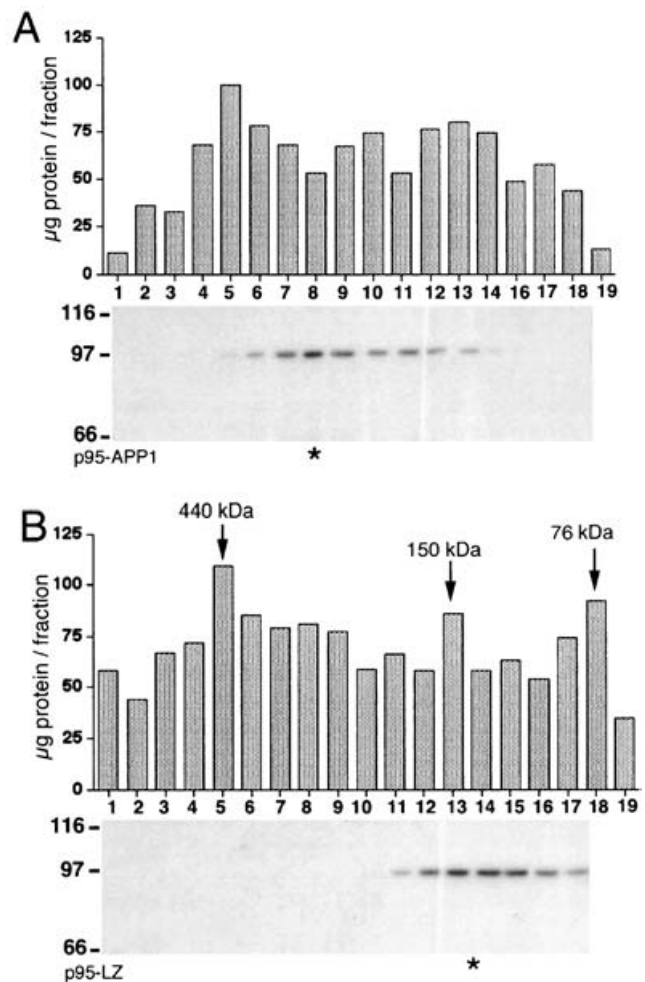 A
µg protein / fraction
125
100
75
50
25
0
1 2 3 4 5 6 7 8 9 10 11 12 13 14 16 17 18 19
116
97
66
p95-APP1
*
B
440 kDa
150 kDa
76 kDa
µg protein / fraction
125
100
75
50
25
0
1 2 3 4 5 6 7 8 9 10 11 12 13 14 15 16 17 18 19
116
97
66
p95-LZ
*